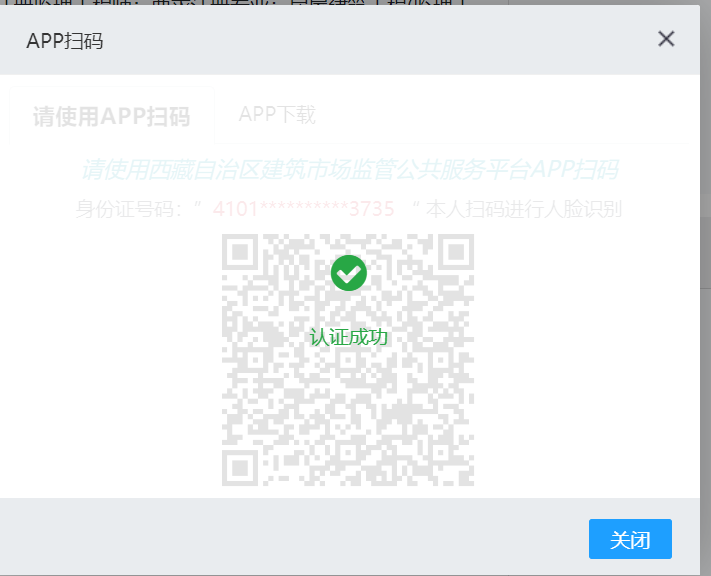 APP扫码
请使用APP扫码 APP下载
请使用西藏自治区建筑市场监管公共服务平台APP扫码
身份证号码：“ 4101**********3735 “ 本人扫码进行人脸识别
认证成功
关闭